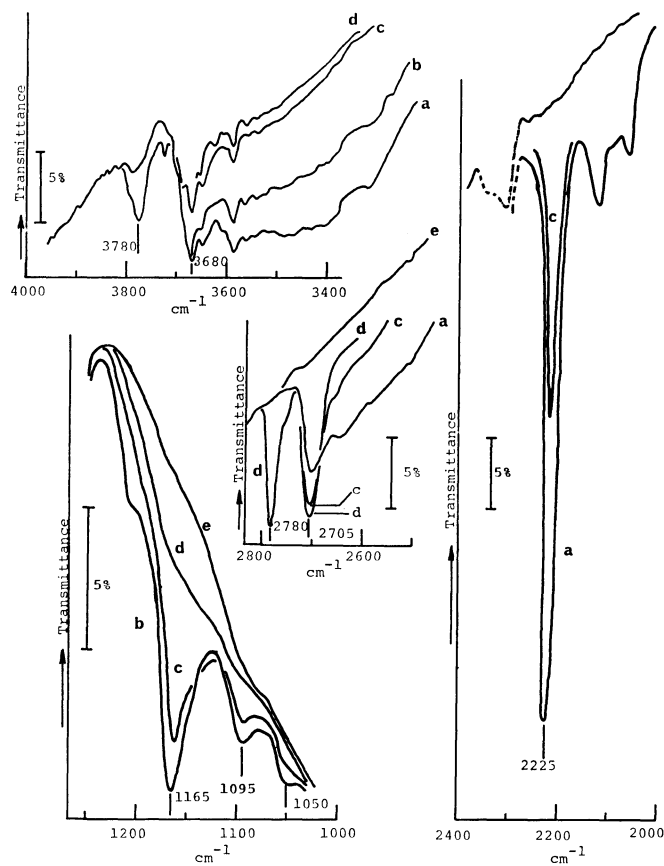 d
c
b
a
Transmittance
5%
3780
3680
4000
3800
3600
3400
cm-1
e
d
c
a
Transmittance
5%
d
c
d
2780
2705
2800
2600
cm-1
Transmittance
5%
e
d
b
c
1165
1095
1050
1200
1100
1000
cm-1
Transmittance
c
5%
a
2225
2400
2200
2000
cm-1